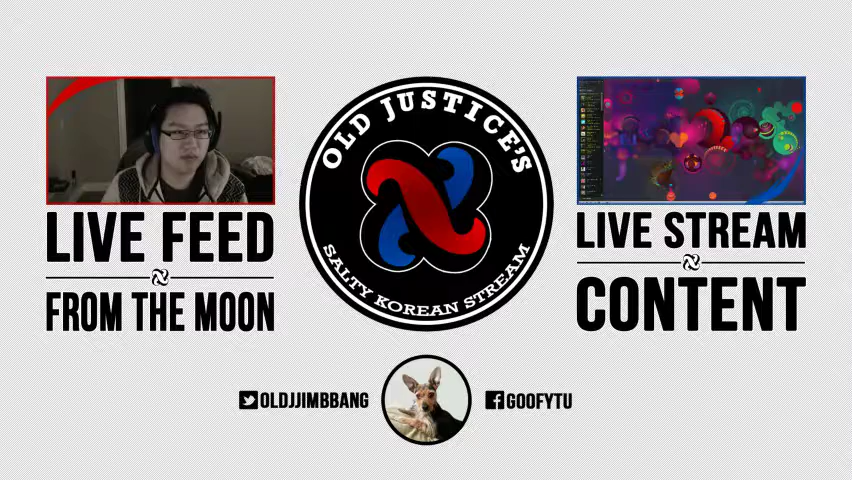 OLD JUSTICE'S
SALTY KOREAN STREAM
LIVE FEED
FROM THE MOON
LIVE STREAM
CONTENT
OLDJJIMBBANG
GOOFYTU